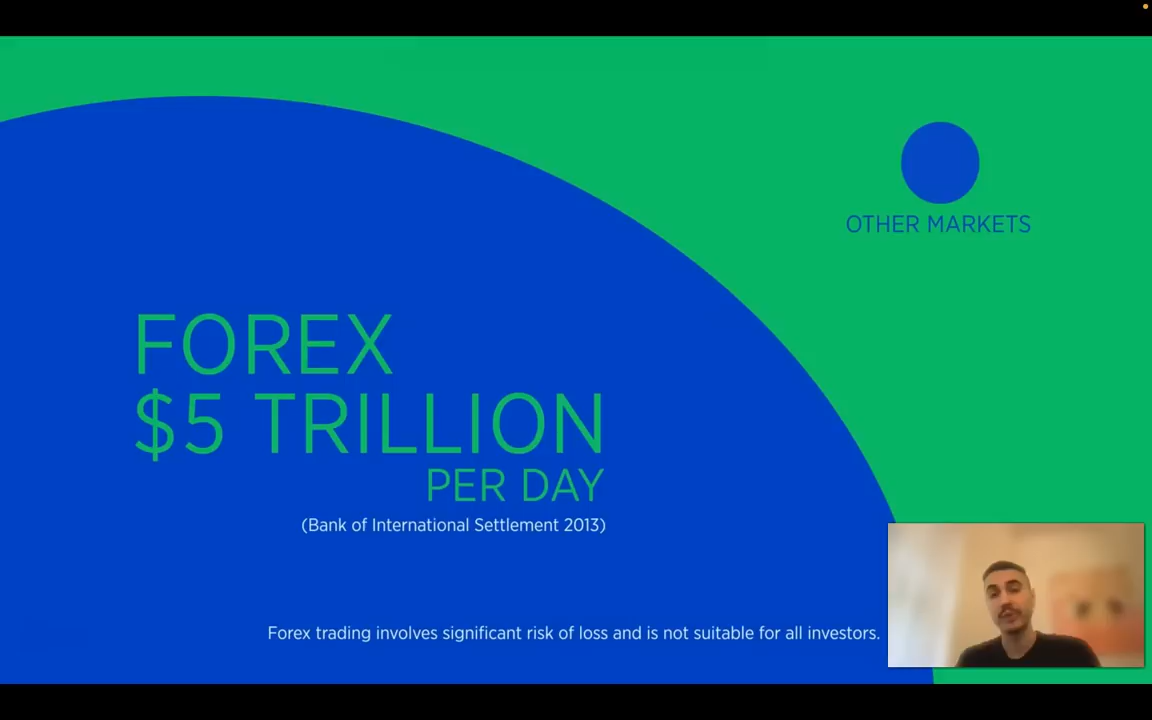 OTHER MARKETS
FOREX
$5 TRILLION
PER DAY
(Bank of International Settlement 2013)
Forex trading involves significant risk of loss and is not suitable for all investors.